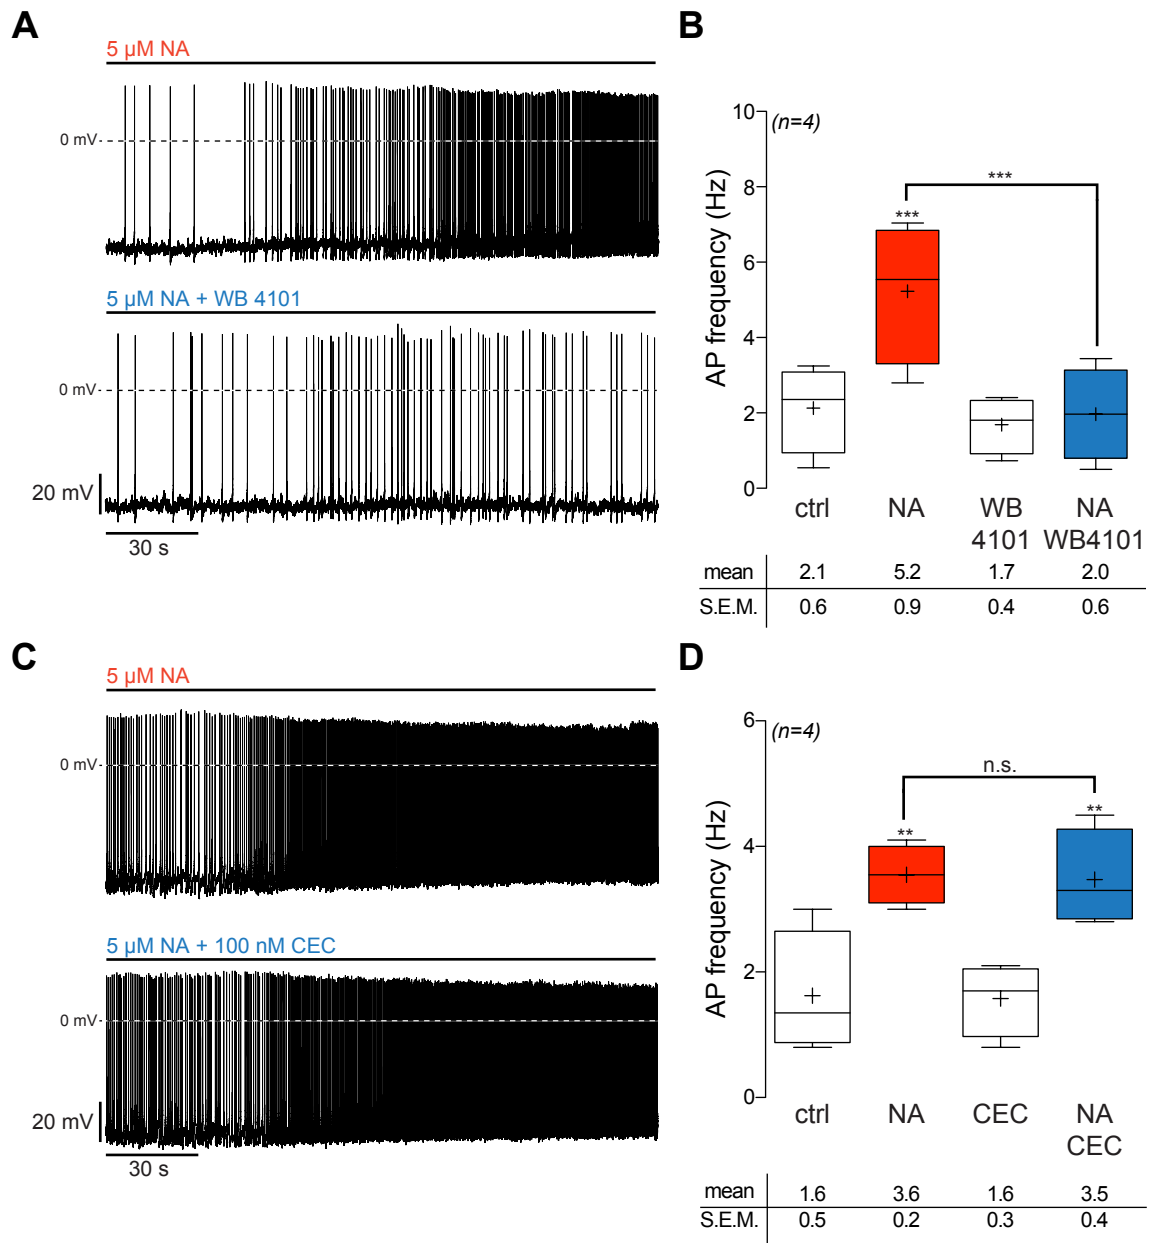 A
5 µM NA
0 mV
5 µM NA + WB 4101
0 mV
20 mV
30 s
B
10
(n=4)
8
***
***
6
4
2
0
AP frequency (Hz)
ctrl NA WB 4101 NA WB4101
mean 2.1 5.2 1.7 2.0
S.E.M. 0.6 0.9 0.4 0.6
C
5 µM NA
0 mV
5 µM NA + 100 nM CEC
0 mV
20 mV
30 s
D
6
(n=4)
n.s.
**
**
4
2
0
AP frequency (Hz)
ctrl NA CEC NA CEC
mean 1.6 3.6 1.6 3.5
S.E.M. 0.5 0.2 0.3 0.4